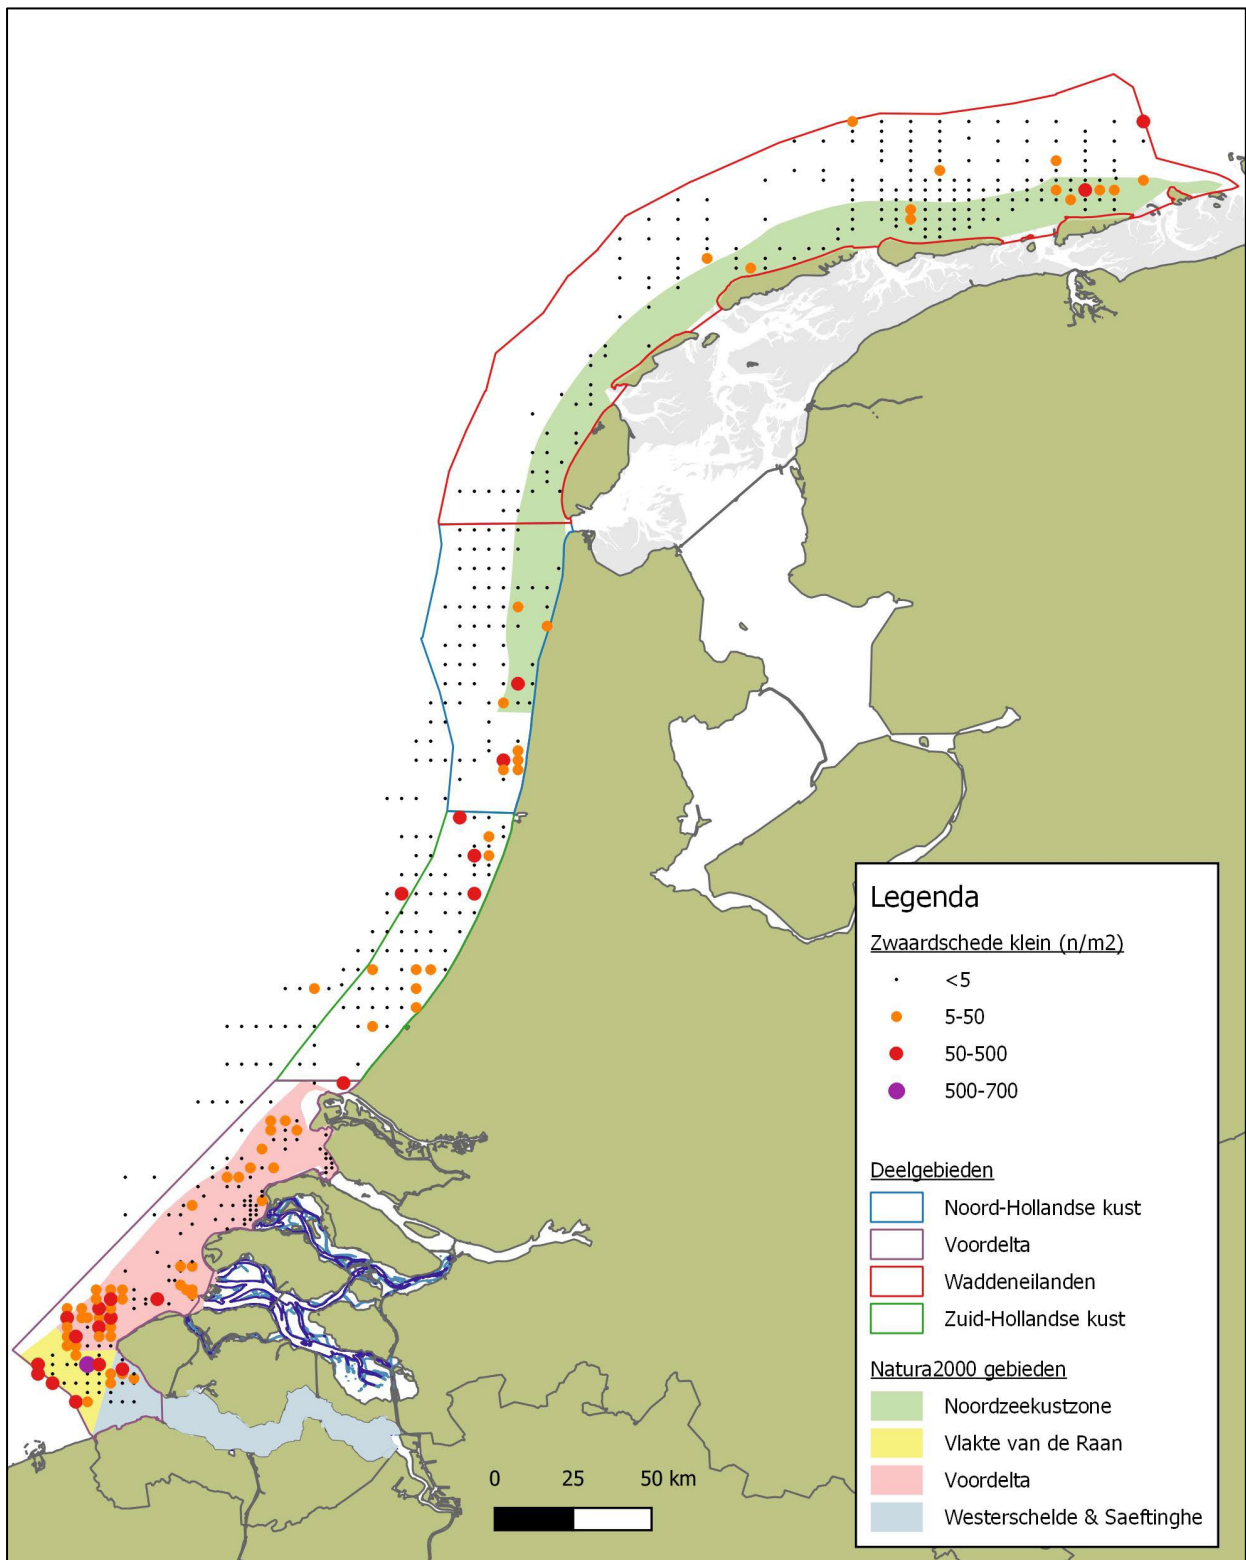 Legenda
Zwaardschede klein (n/m2)
<5
5-50
50-500
500-700
Deelgebieden
Noord-Hollandse kust
Voordelta
Waddeneilanden
Zuid-Hollandse kust
Natura2000 gebieden
Noordzeekustzone
Vlakte van de Raan
Voordelta
Westerschelde & Saeftinghe
0 25 50 km